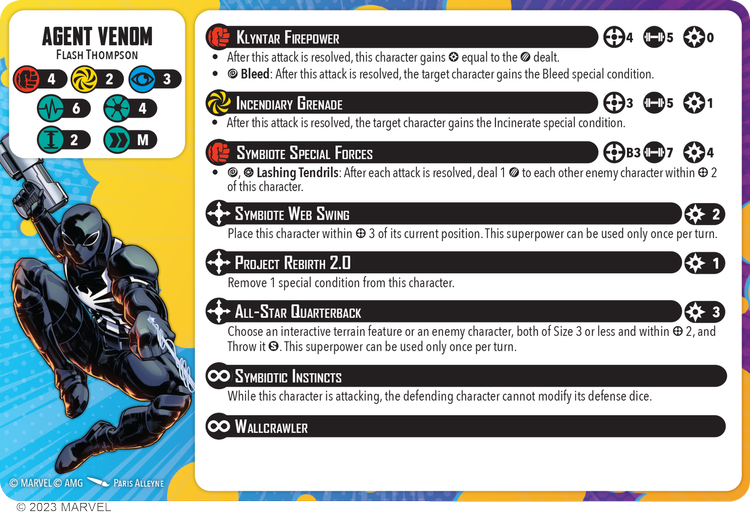 AGENT VENOM
FLASH THOMPSON
4 2 3
6 4
2 M
KLYNTAR FIREPOWER 4 5 0
• After this attack is resolved, this character gains equal to the dealt.
• Bleed: After this attack is resolved, the target character gains the Bleed special condition.
INCENDIARY GRENADE 3 5 1
• After this attack is resolved, the target character gains the Incinerate special condition.
SYMBIOTE SPECIAL FORCES B3 7 4
• , Lashing Tendrils: After each attack is resolved, deal 1 to each other enemy character within 2
of this character.
SYMBIOTE WEB SWING 2
Place this character within 3 of its current position. This superpower can be used only once per turn.
PROJECT REBIRTH 2.0 1
Remove 1 special condition from this character.
ALL-STAR QUARTERBACK 3
Choose an interactive terrain feature or an enemy character, both of Size 3 or less and within 2, and
Throw it S. This superpower can be used only once per turn.
SYMBIOTIC INSTINCTS
While this character is attacking, the defending character cannot modify its defense dice.
WALLCRAWLER
© MARVEL © AMG PARIS ALLEYNE
© 2023 MARVEL